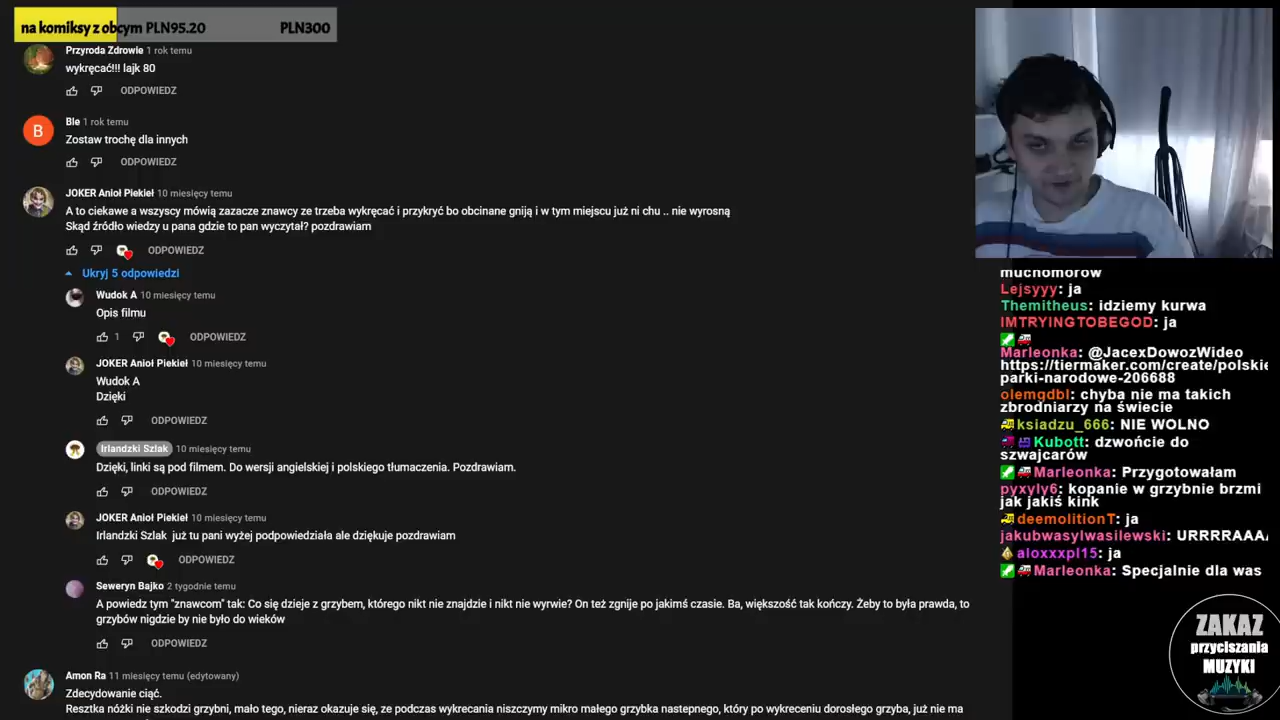 na komiksy z obcym PLN95.20 PLN300
Przyroda Zdrowie 1 rok temu
wykręcać!!! lajk 80
ODPOWIEDZ
B
Ble 1 rok temu
Zostaw trochę dla innych
ODPOWIEDZ
JOKER Anioł Piekieł 10 miesięcy temu
A to ciekawe a wszyscy mówią zazacze znawcy ze trzeba wykręcać i przykryć bo obcinane gniją i w tym miejscu już ni chu .. nie wyrosną
Skąd źródło wiedzy u pana gdzie to pan wyczytał? pozdrawiam
ODPOWIEDZ
Ukryj 5 odpowiedzi
Wudok A 10 miesięcy temu
Opis filmu
1 ODPOWIEDZ
JOKER Anioł Piekieł 10 miesięcy temu
Wudok A
Dzięki
ODPOWIEDZ
Irlandzki Szlak 10 miesięcy temu
Dzięki, linki są pod filmem. Do wersji angielskiej i polskiego tłumaczenia. Pozdrawiam.
ODPOWIEDZ
JOKER Anioł Piekieł 10 miesięcy temu
Irlandzki Szlak już tu pani wyżej podpowiedziała ale dziękuje pozdrawiam
ODPOWIEDZ
Seweryn Bajko 2 tygodnie temu
A powiedz tym "znawcom" tak: Co się dzieje z grzybem, którego nikt nie znajdzie i nikt nie wyrwie? On też zgnije po jakimś czasie. Ba, większość tak kończy. Żeby to była prawda, to
grzybów nigdzie by nie było do wieków
ODPOWIEDZ
Amon Ra 11 miesięcy temu (edytowany)
Zdecydowanie ciąć.
Resztka nóżki nie szkodzi grzybni, mało tego, nieraz okazuje się, ze podczas wykrecania niszczymy mikro małego grzybka nastepnego, który po wykreceniu dorosłego grzyba, już nie ma
muchomorów
Lejsyyy: ja
Themitheus: idziemy kurwa
IMTRYINGTOBEGOD: ja
Marleonka: @JacexDowozWideo
https://tiermaker.com/create/polskie
parki-narodowe-206688
olemgdbl: chyba nie ma takich
zbrodniarzy na świecie
ksiadzu_666: NIE WOLNO
Kubott: dzwońcie do
szwajcarów
Marleonka: Przygotowałam
pyxyly6: kopanie w grzybnie brzmi
jak jakiś kink
deemolitionT: ja
jakubwasylwasilewski: URRRRAAAA
aloxxxpl15: ja
Marleonka: Specjalnie dla was
ZAKAZ
przyciszania
MUZYKI